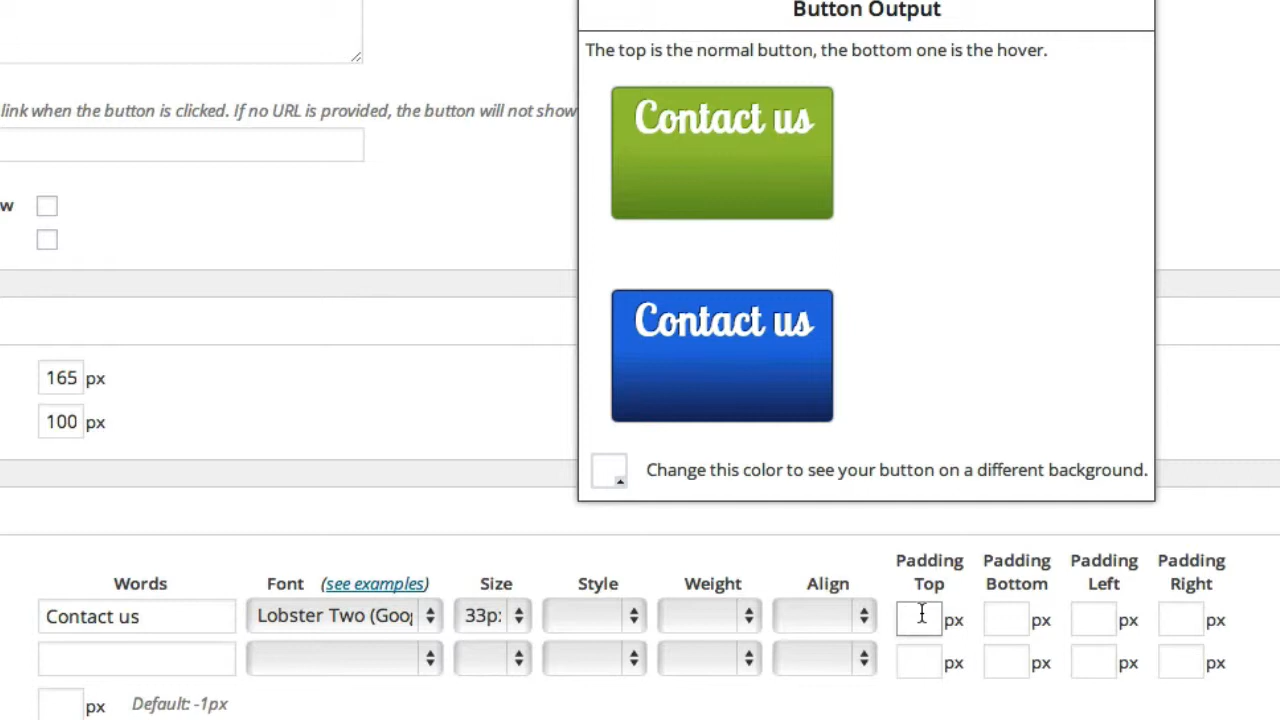 Button Output
The top is the normal button, the bottom one is the hover.
Contact us
link when the button is clicked. If no URL is provided, the button will not show
w
Contact us
165 px
100 px
Change this color to see your button on a different background.
Words Font (see examples) Size Style Weight Align Padding Top Padding Bottom Padding Left Padding Right
Contact us Lobster Two (Goog 33p: px px px px
px px px px
px Default: -1px